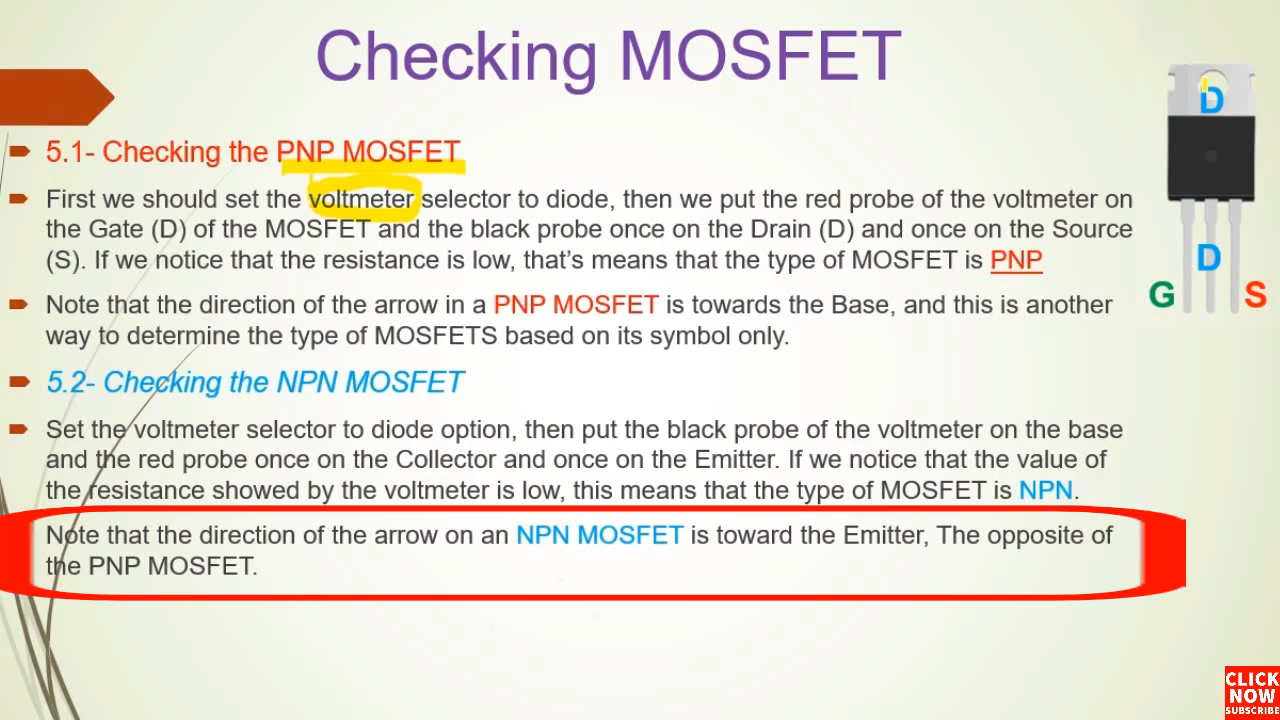 Checking MOSFET
D
5.1- Checking the PNP MOSFET
First we should set the voltmeter selector to diode, then we put the red probe of the voltmeter on
the Gate (D) of the MOSFET and the black probe once on the Drain (D) and once on the Source
(S). If we notice that the resistance is low, that’s means that the type of MOSFET is PNP
D
G S
Note that the direction of the arrow in a PNP MOSFET is towards the Base, and this is another
way to determine the type of MOSFETS based on its symbol only.
5.2- Checking the NPN MOSFET
Set the voltmeter selector to diode option, then put the black probe of the voltmeter on the base
and the red probe once on the Collector and once on the Emitter. If we notice that the value of
the resistance showed by the voltmeter is low, this means that the type of MOSFET is NPN.
Note that the direction of the arrow on an NPN MOSFET is toward the Emitter, The opposite of
the PNP MOSFET.
CLICK
NOW
SUBSCRIBE